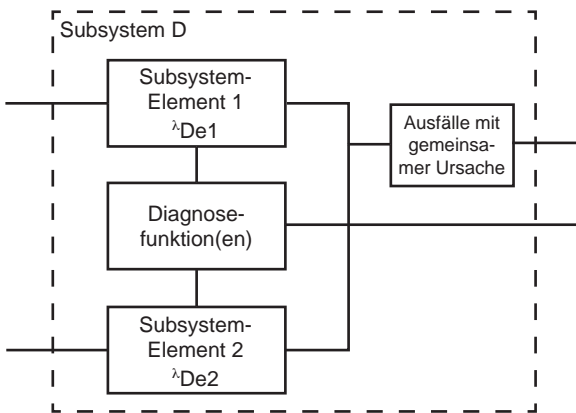 Subsystem D
Subsystem-
Element 1
λDe1
Ausfälle mit
gemeinsa-
mer Ursache
Diagnose-
funktion(en)
Subsystem-
Element 2
λDe2